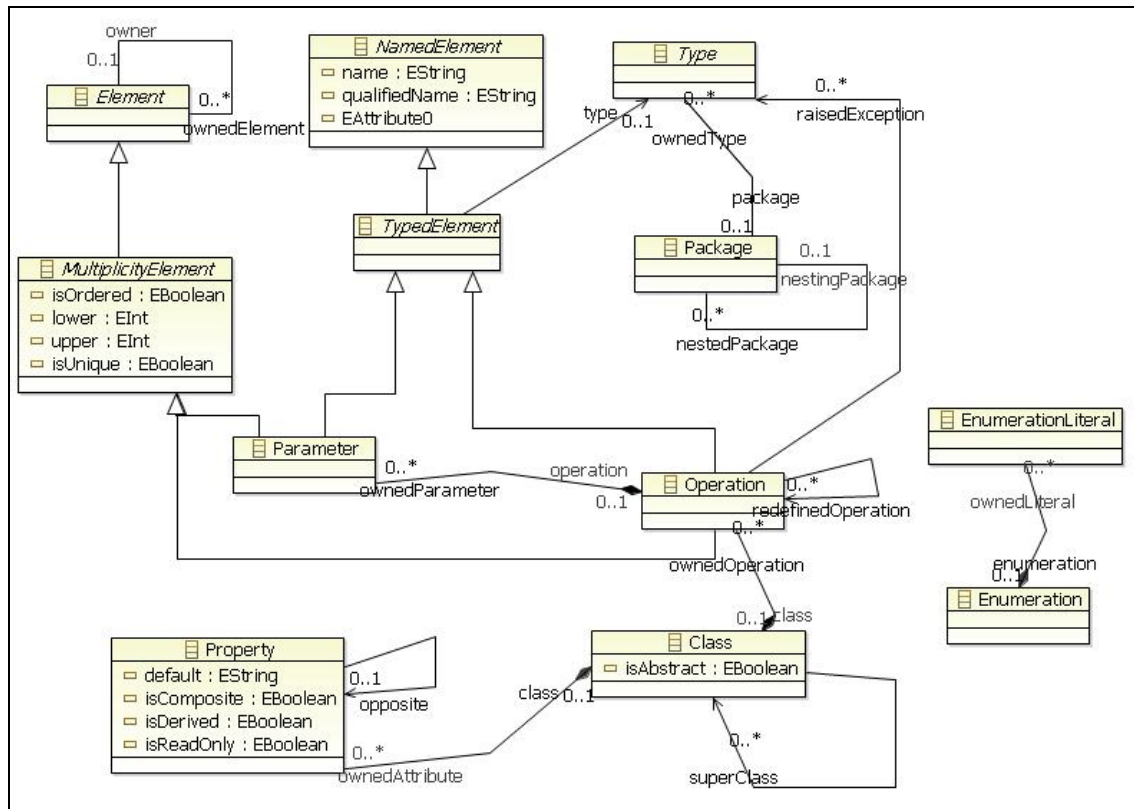 owner
0..1
Element
0..*
ownedElement
NamedElement
name : EString
qualifiedName : EString
EAttribute0
Type
type
0..1
0..*
ownedType
raisedException
package
0..1
TypedElement
Package
0..1
nestingPackage
0..*
nestedPackage
MultiplicityElement
isOrdered : EBoolean
lower : EInt
upper : EInt
isUnique : EBoolean
Parameter
0..*
ownedParameter
operation
0..1
Operation
0..*
redefinedOperation
0..*
ownedOperation
EnumerationLiteral
0..*
ownedLiteral
enumeration
0..1
Enumeration
0..1
class
Class
isAbstract : EBoolean
class
0..1
0..*
superClass
Property
default : EString
isComposite : EBoolean
isDerived : EBoolean
isReadOnly : EBoolean
0..1
opposite
0..*
ownedAttribute